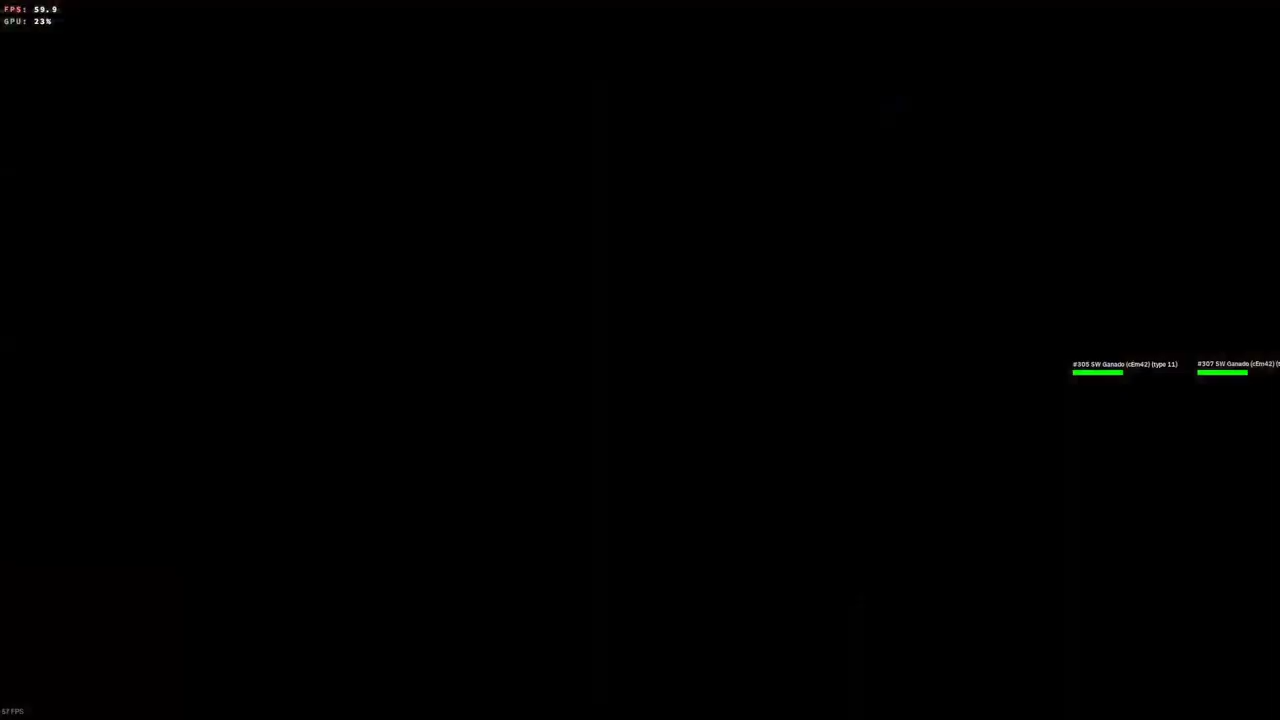 FPS: 59.9
GPU: 23%
#305 SW Ganado (cEm42) (type 11)
#307 SW Ganado (cEm42) (t
57 FPS